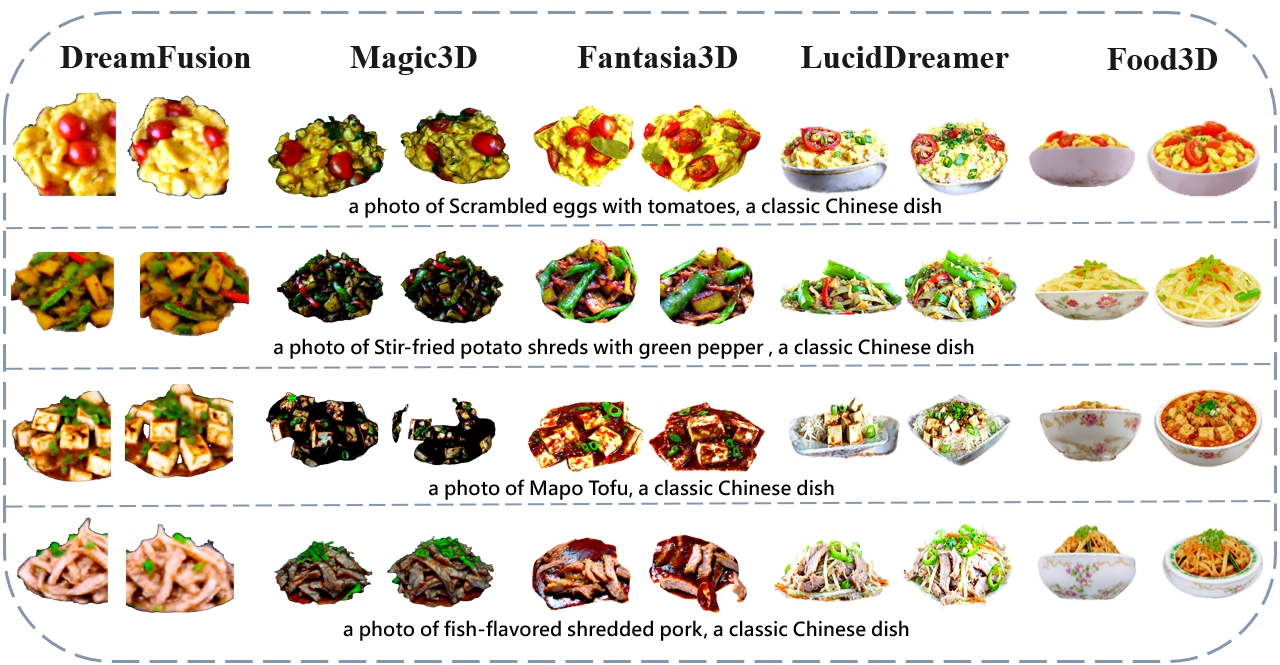 DreamFusion Magic3D Fantasia3D LucidDreamer Food3D
a photo of Scrambled eggs with tomatoes, a classic Chinese dish
a photo of Stir-fried potato shreds with green pepper , a classic Chinese dish
a photo of Mapo Tofu, a classic Chinese dish
a photo of fish-flavored shredded pork, a classic Chinese dish